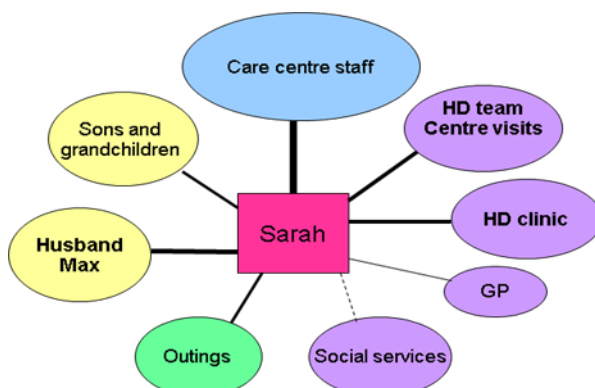 Care centre staff
Sons and
grandchildren
HD team
Centre visits
Sarah
HD clinic
Husband
Max
GP
Outings
Social services